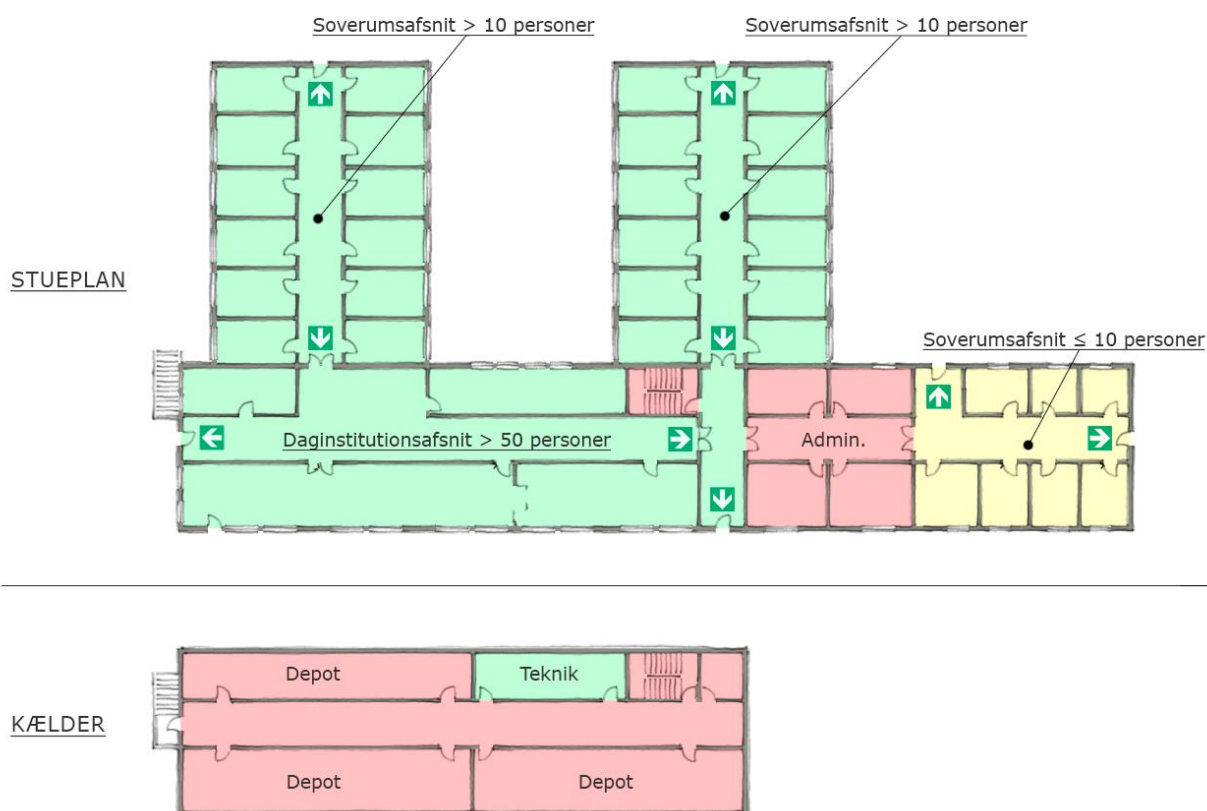 Soverumsafsnit > 10 personer
Soverumsafsnit > 10 personer
STUEPLAN
Soverumsafsnit ≤ 10 personer
Daginstitutionsafsnit > 50 personer
Admin.
Depot
Teknik
KÆLDER
Depot
Depot